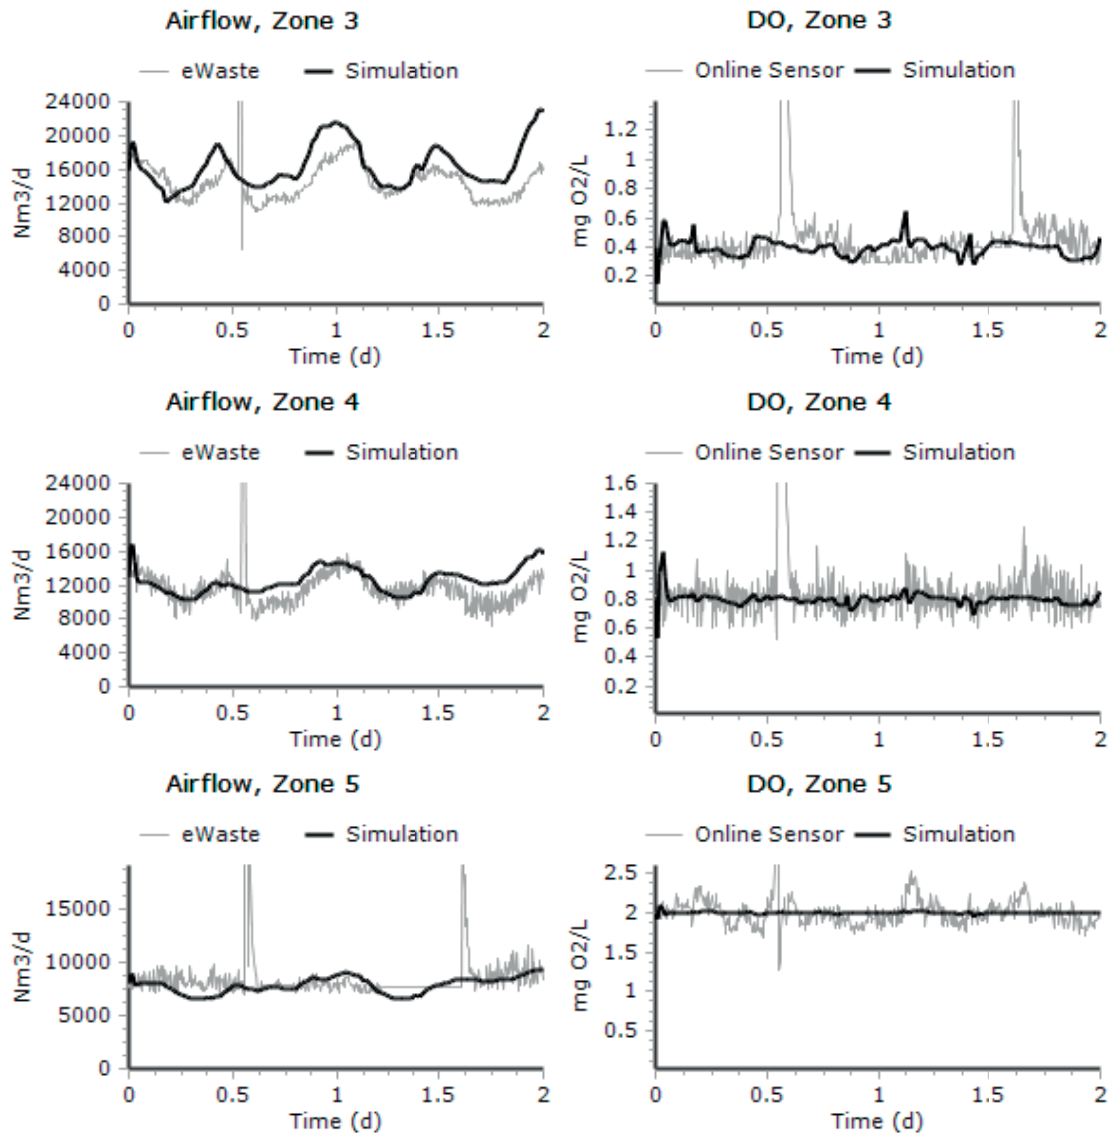 Airflow, Zone 3
eWaste Simulation
Nm3/d
24000
20000
16000
12000
8000
4000
0
0 0.5 1 1.5 2
Time (d)
DO, Zone 3
Online Sensor Simulation
mg O2/L
1.2
1
0.8
0.6
0.4
0.2
0 0.5 1 1.5 2
Time (d)
Airflow, Zone 4
eWaste Simulation
Nm3/d
24000
20000
16000
12000
8000
4000
0
0 0.5 1 1.5 2
Time (d)
DO, Zone 4
Online Sensor Simulation
mg O2/L
1.6
1.4
1.2
1
0.8
0.6
0.4
0.2
0 0.5 1 1.5 2
Time (d)
Airflow, Zone 5
eWaste Simulation
Nm3/d
15000
10000
5000
0
0 0.5 1 1.5 2
Time (d)
DO, Zone 5
Online Sensor Simulation
mg O2/L
2.5
2
1.5
1
0.5
0 0.5 1 1.5 2
Time (d)